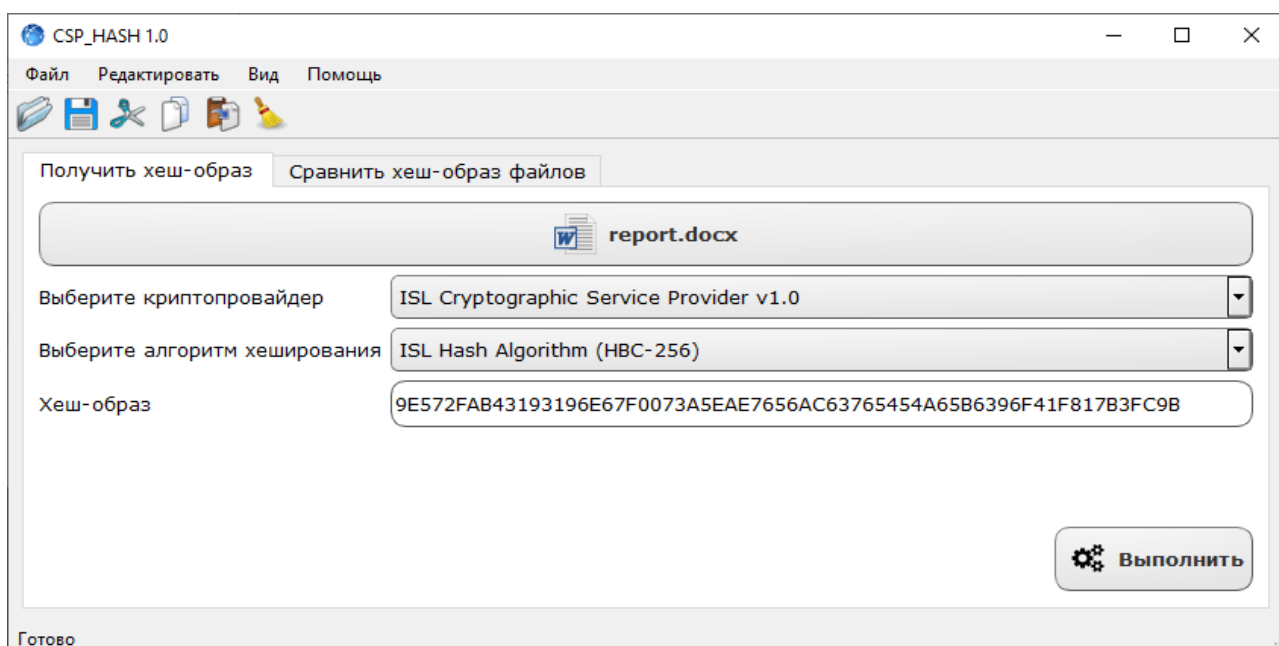 CSP_HASH 1.0
Файл Редактировать Вид Помощь
Получить хеш-образ Сравнить хеш-образ файлов
report.docx
Выберите криптопровайдер ISL Cryptographic Service Provider v1.0
Выберите алгоритм хеширования ISL Hash Algorithm (HBC-256)
Хеш-образ 9E572FAB43193196E67F0073A5EAE7656AC63765454A65B6396F41F817B3FC9B
Выполнить
Готово